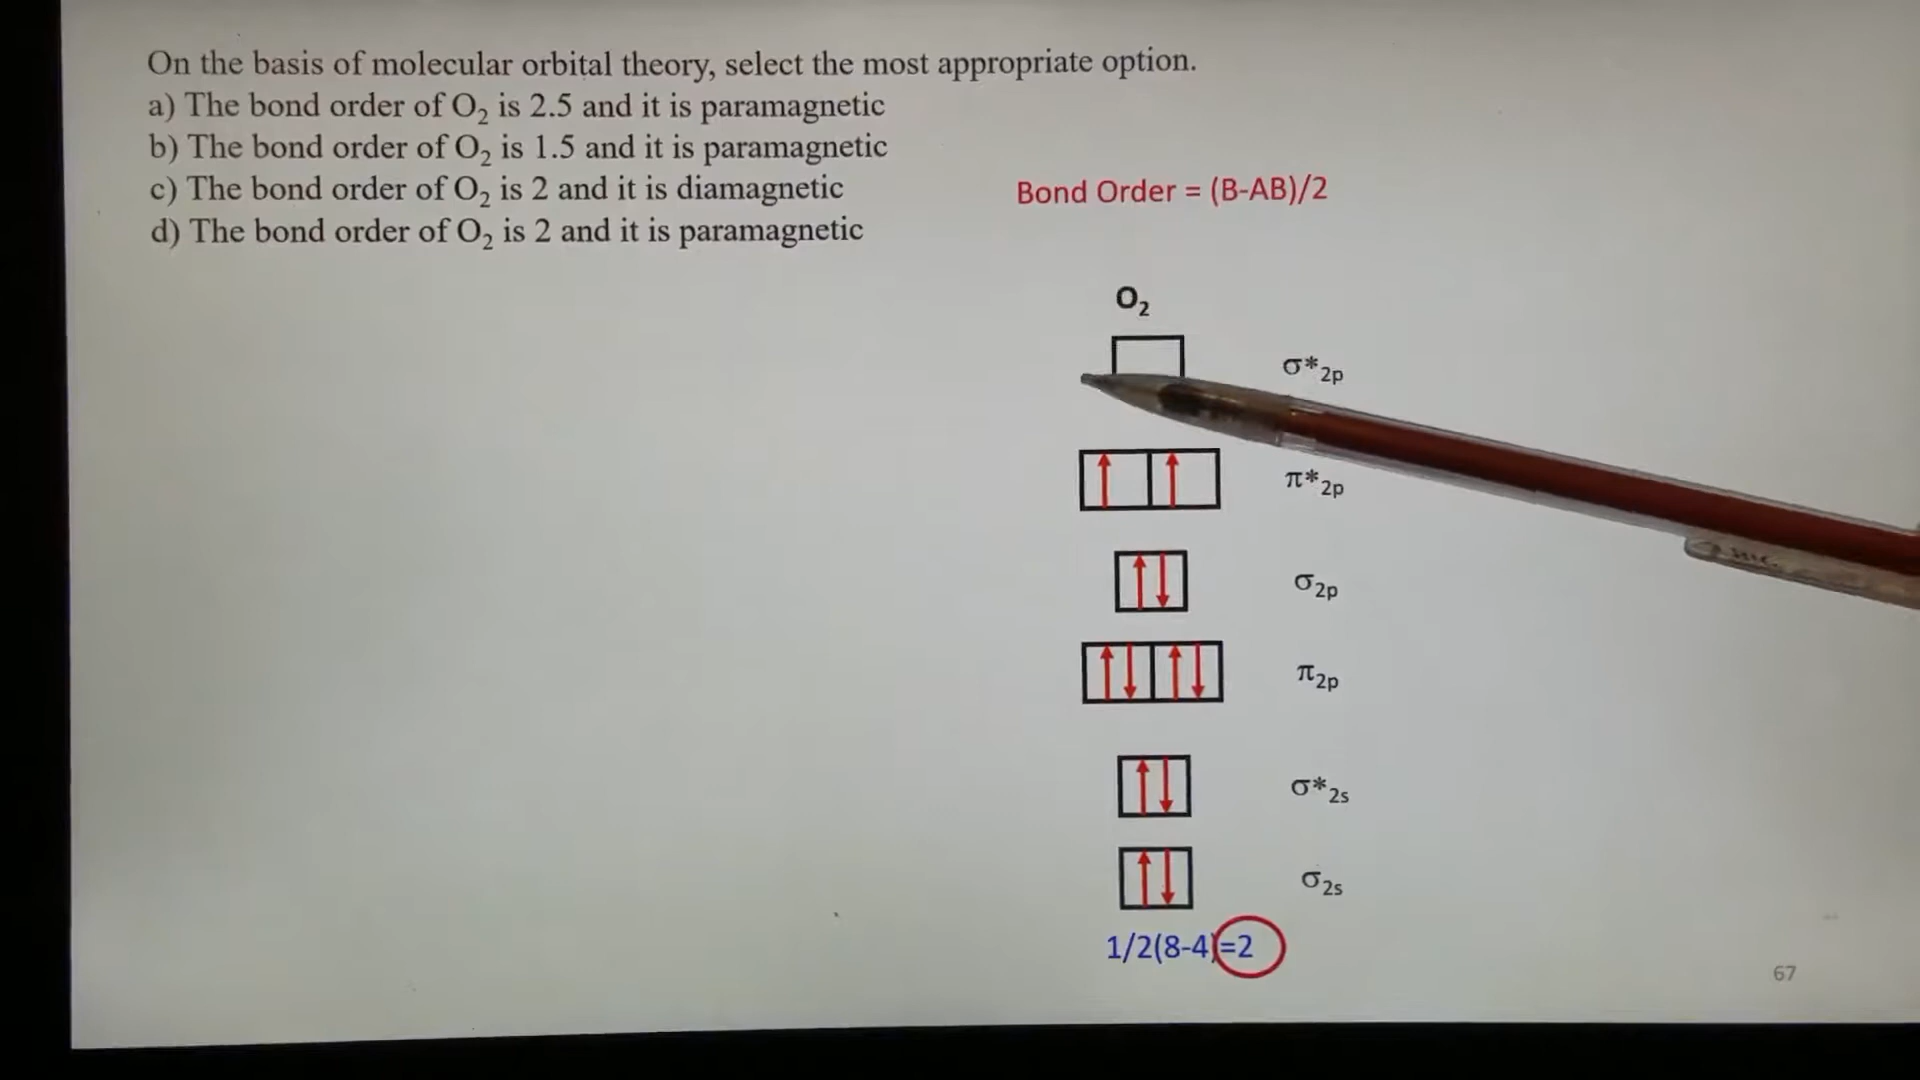 On the basis of molecular orbital theory, select the most appropriate option.
a) The bond order of O₂ is 2.5 and it is paramagnetic
b) The bond order of O₂ is 1.5 and it is paramagnetic
c) The bond order of O₂ is 2 and it is diamagnetic
d) The bond order of O₂ is 2 and it is paramagnetic
Bond Order = (B-AB)/2
O₂
σ*2p
π*2p
σ2p
π2p
σ*2s
σ2s
1/2(8-4)=2
67